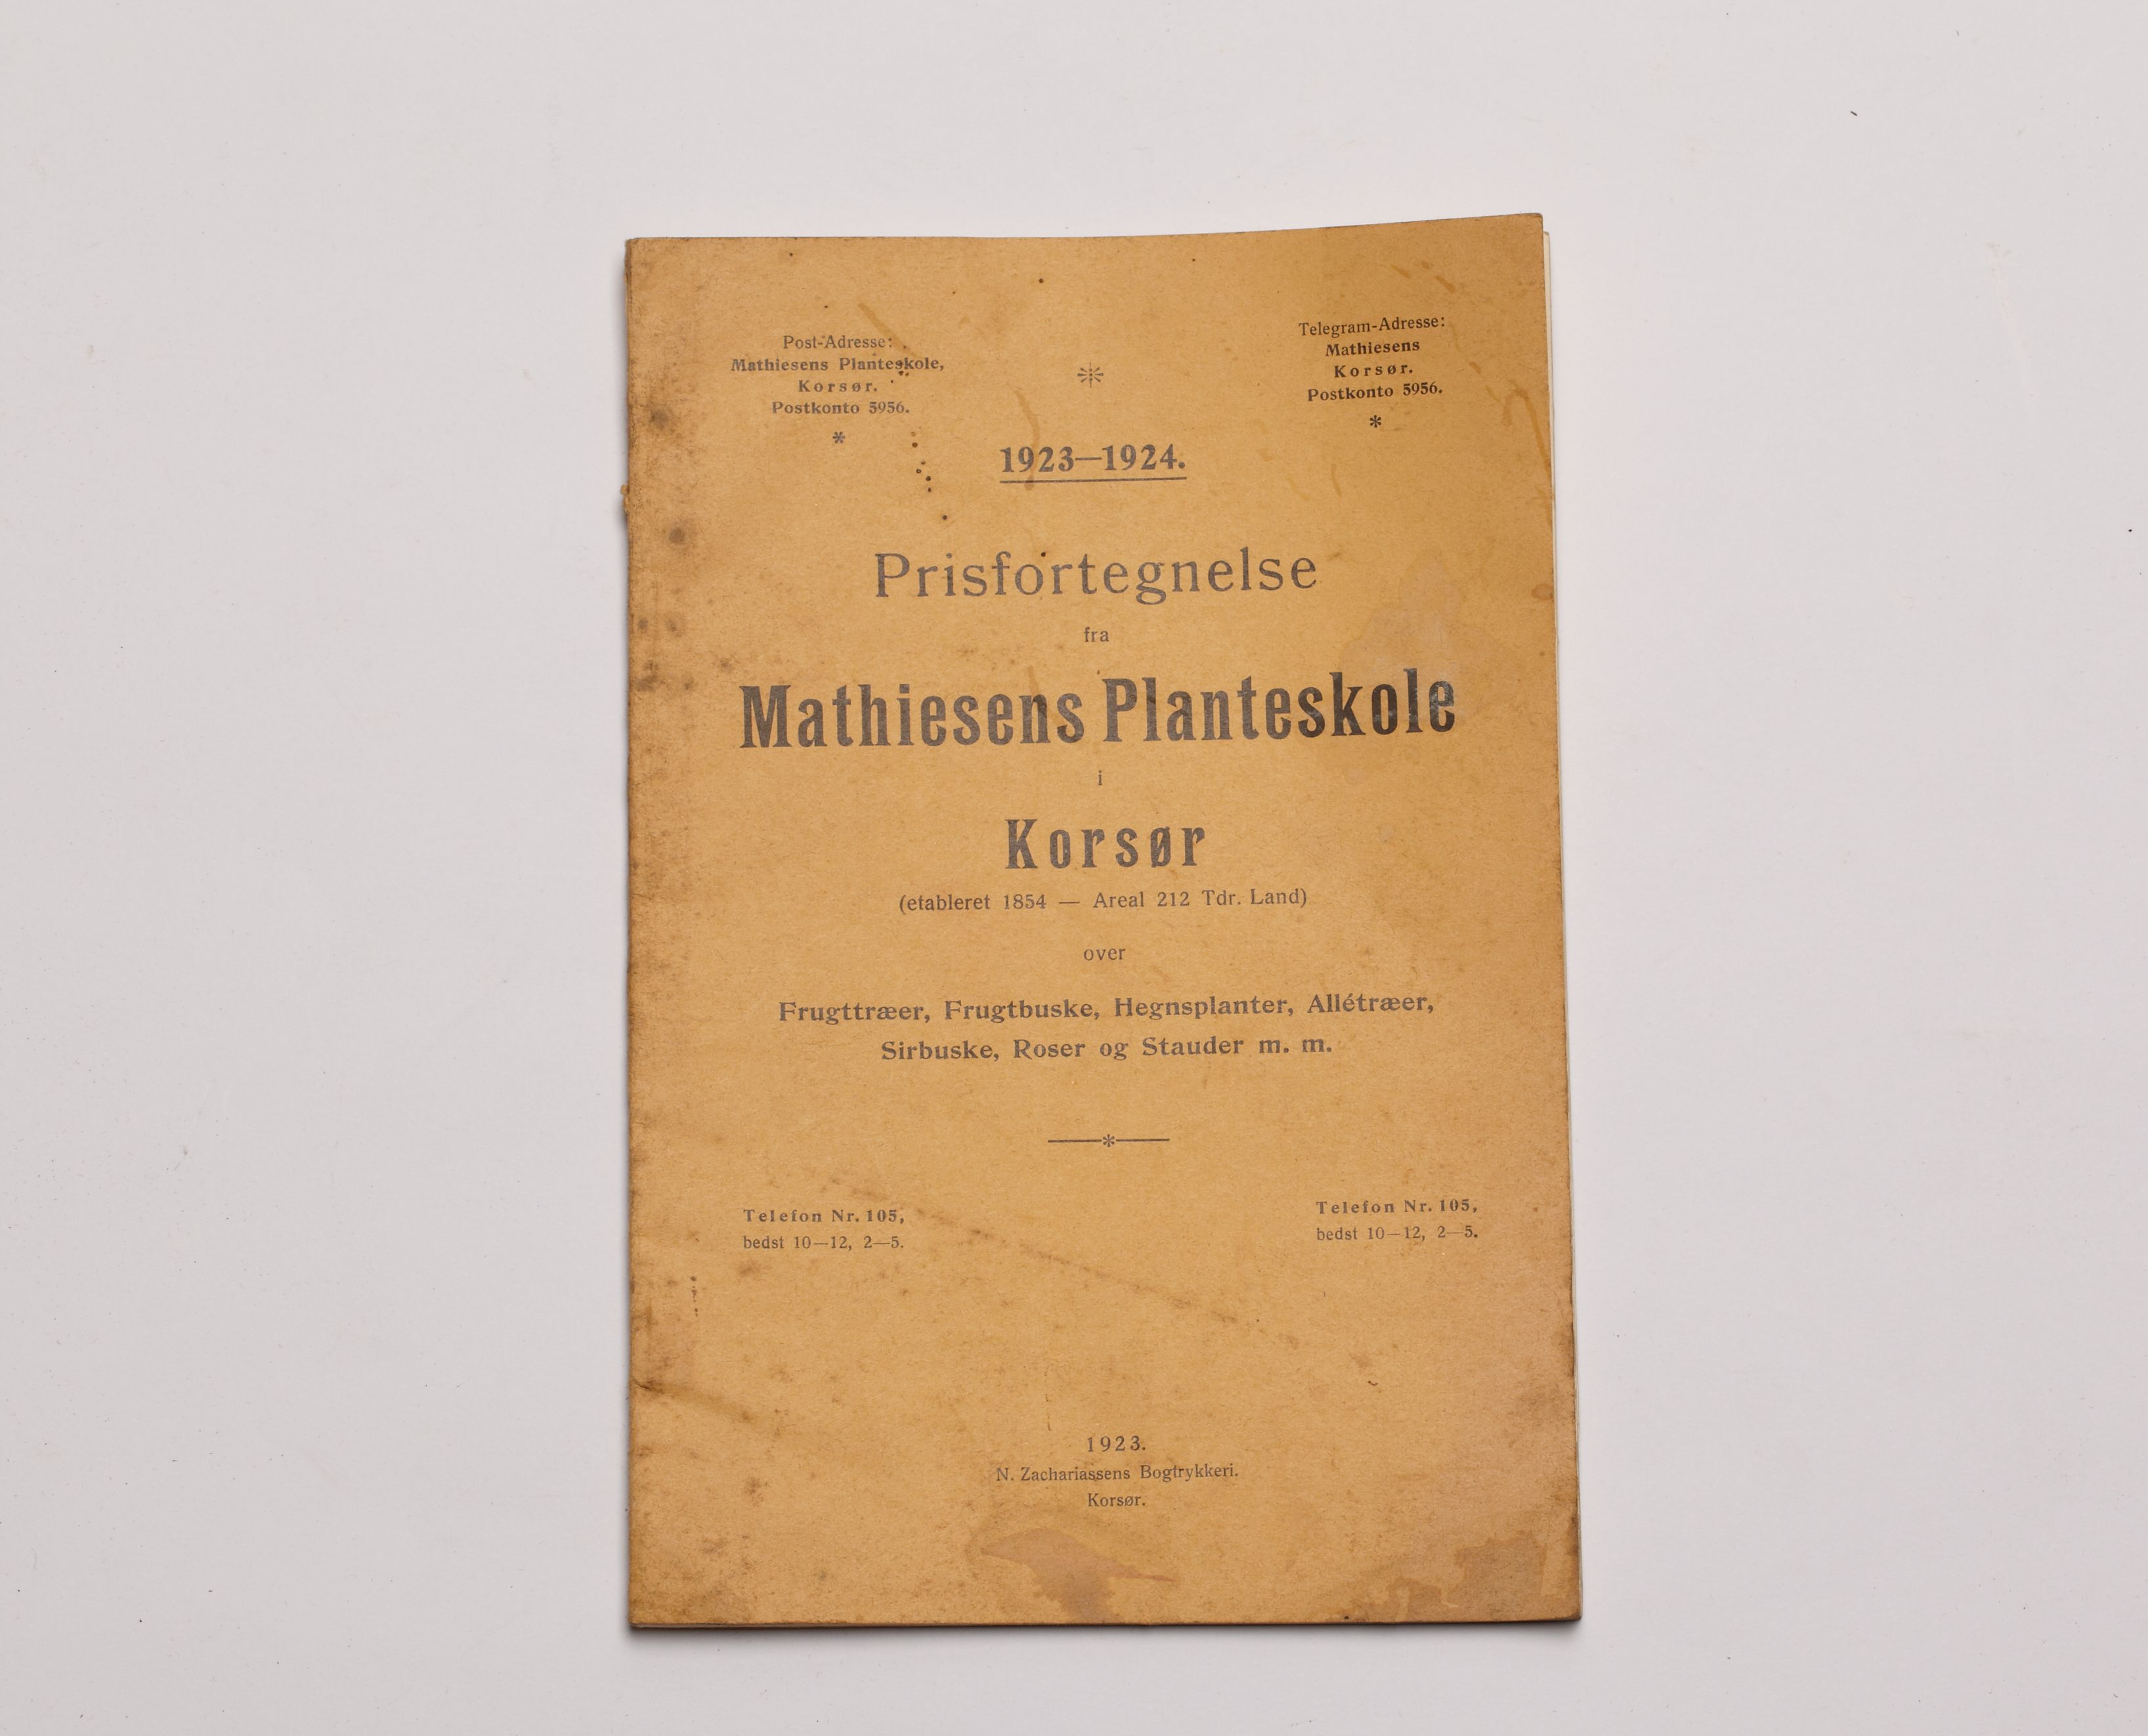 Post-Adresse:
Mathiesens Planteskole,
Korsør.
Postkonto 5956.
*
Telegram-Adresse:
Mathiesens
Korsør.
Postkonto 5956.
*
1923—1924.
Prisfortegnelse
fra
Mathiesens Planteskole
i
Korsør
(etableret 1854 — Areal 212 Tdr. Land)
over
Frugttræer, Frugtbuske, Hegnsplanter, Allétræer,
Sirbuske, Roser og Stauder m. m.
Telefon Nr. 105,
bedst 10—12, 2—5.
Telefon Nr. 105,
bedst 10—12, 2—5.
1923.
N. Zachariassens Bogtrykkeri.
Korsør.